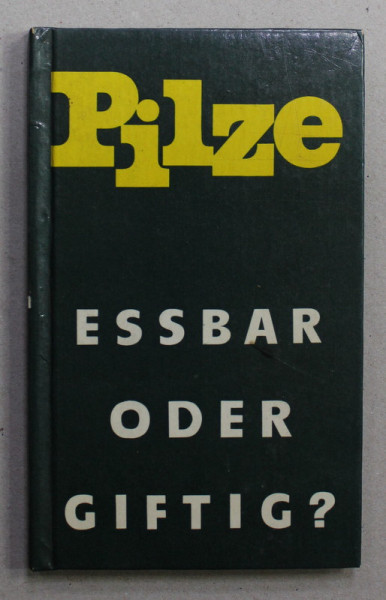 Pilze
ESSBAR
ODER
GIFTIG?